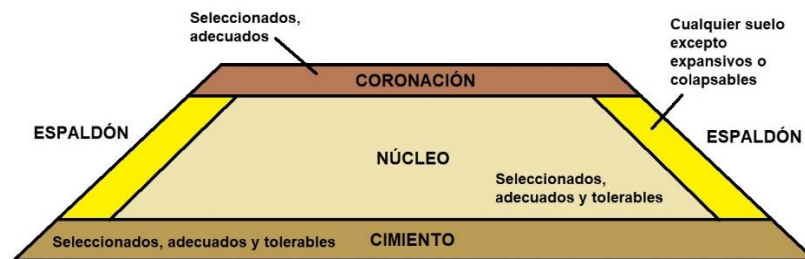 Seleccionados,
adecuados
Cualquier suelo
excepto
expansivos o
colapsables
CORONACIÓN
ESPALDÓN
ESPALDÓN
NÚCLEO
Seleccionados,
adecuados y tolerables
Seleccionados, adecuados y tolerables
CIMIENTO